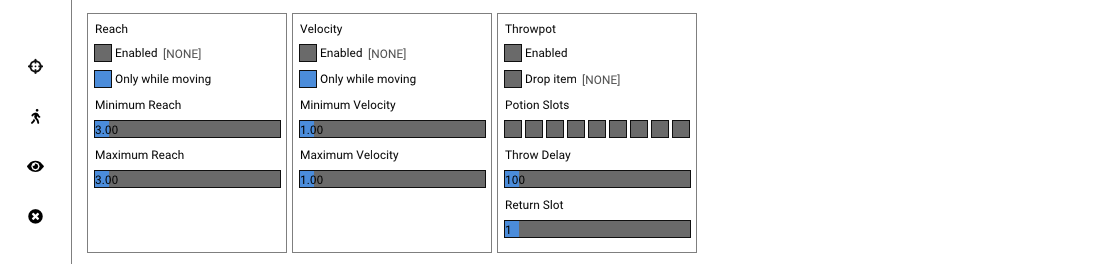 Reach
Enabled [NONE]
Only while moving
Minimum Reach
3.00
Maximum Reach
3.00
Velocity
Enabled [NONE]
Only while moving
Minimum Velocity
1.00
Maximum Velocity
1.00
Throwpot
Enabled
Drop item [NONE]
Potion Slots
Throw Delay
100
Return Slot
1